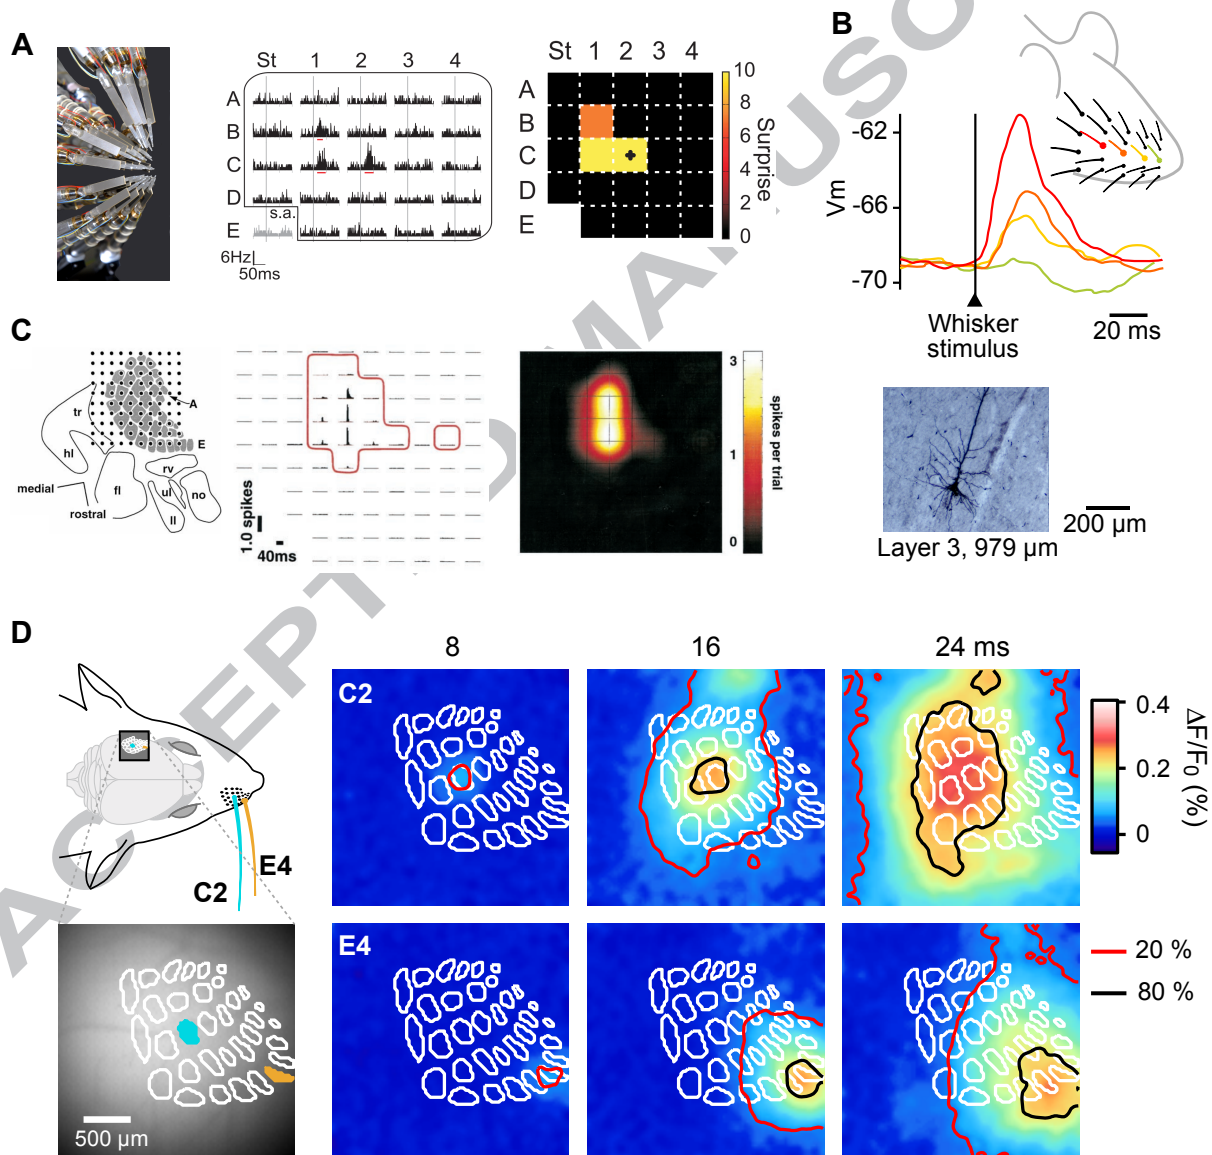 A
St 1 2 3 4
A
B
C
D
s.a.
E
6Hz
50ms
St 1 2 3 4
A
B
C
D
E
10
8
6
4
2
0
Surprise
B
-62
-66
-70
Vm
Whisker
stimulus
20 ms
200 µm
Layer 3, 979 µm
C
tr
A
E
hl
rv
medial
fl
ul
no
rostral
ll
1.0 spikes
40ms
3
1
0
spikes per trial
D
8 16 24 ms
C2
E4
C2
E4
500 µm
0.4
0.2
0
ΔF/F0 (%)
20 %
80 %
ACCEPTED MANUSCRIPT